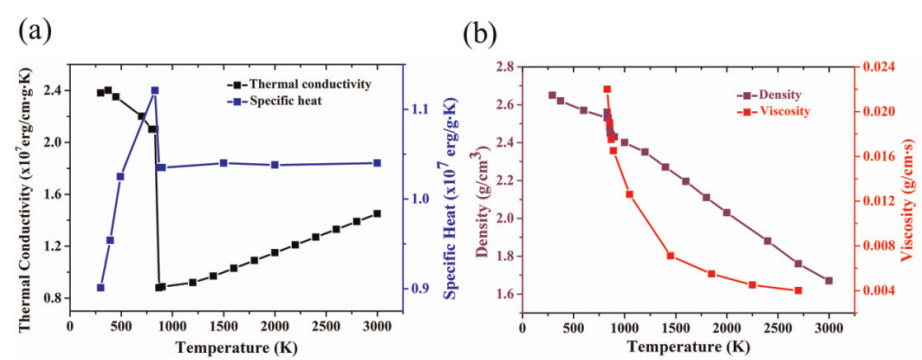 (a)
Thermal Conductivity (x10⁷ erg/cm·g·K)
2.4
2.0
1.6
1.2
0.8
Thermal conductivity
Specific heat
1.1
1.0
0.9
Specific Heat (x10⁷ erg/g·K)
0 500 1000 1500 2000 2500 3000
Temperature (K)
(b)
Density (g/cm³)
2.8
2.6
2.4
2.2
2.0
1.8
1.6
Density
Viscosity
0.024
0.020
0.016
0.012
0.008
0.004
Viscosity (g/cm·s)
0 500 1000 1500 2000 2500 3000
Temperature (K)